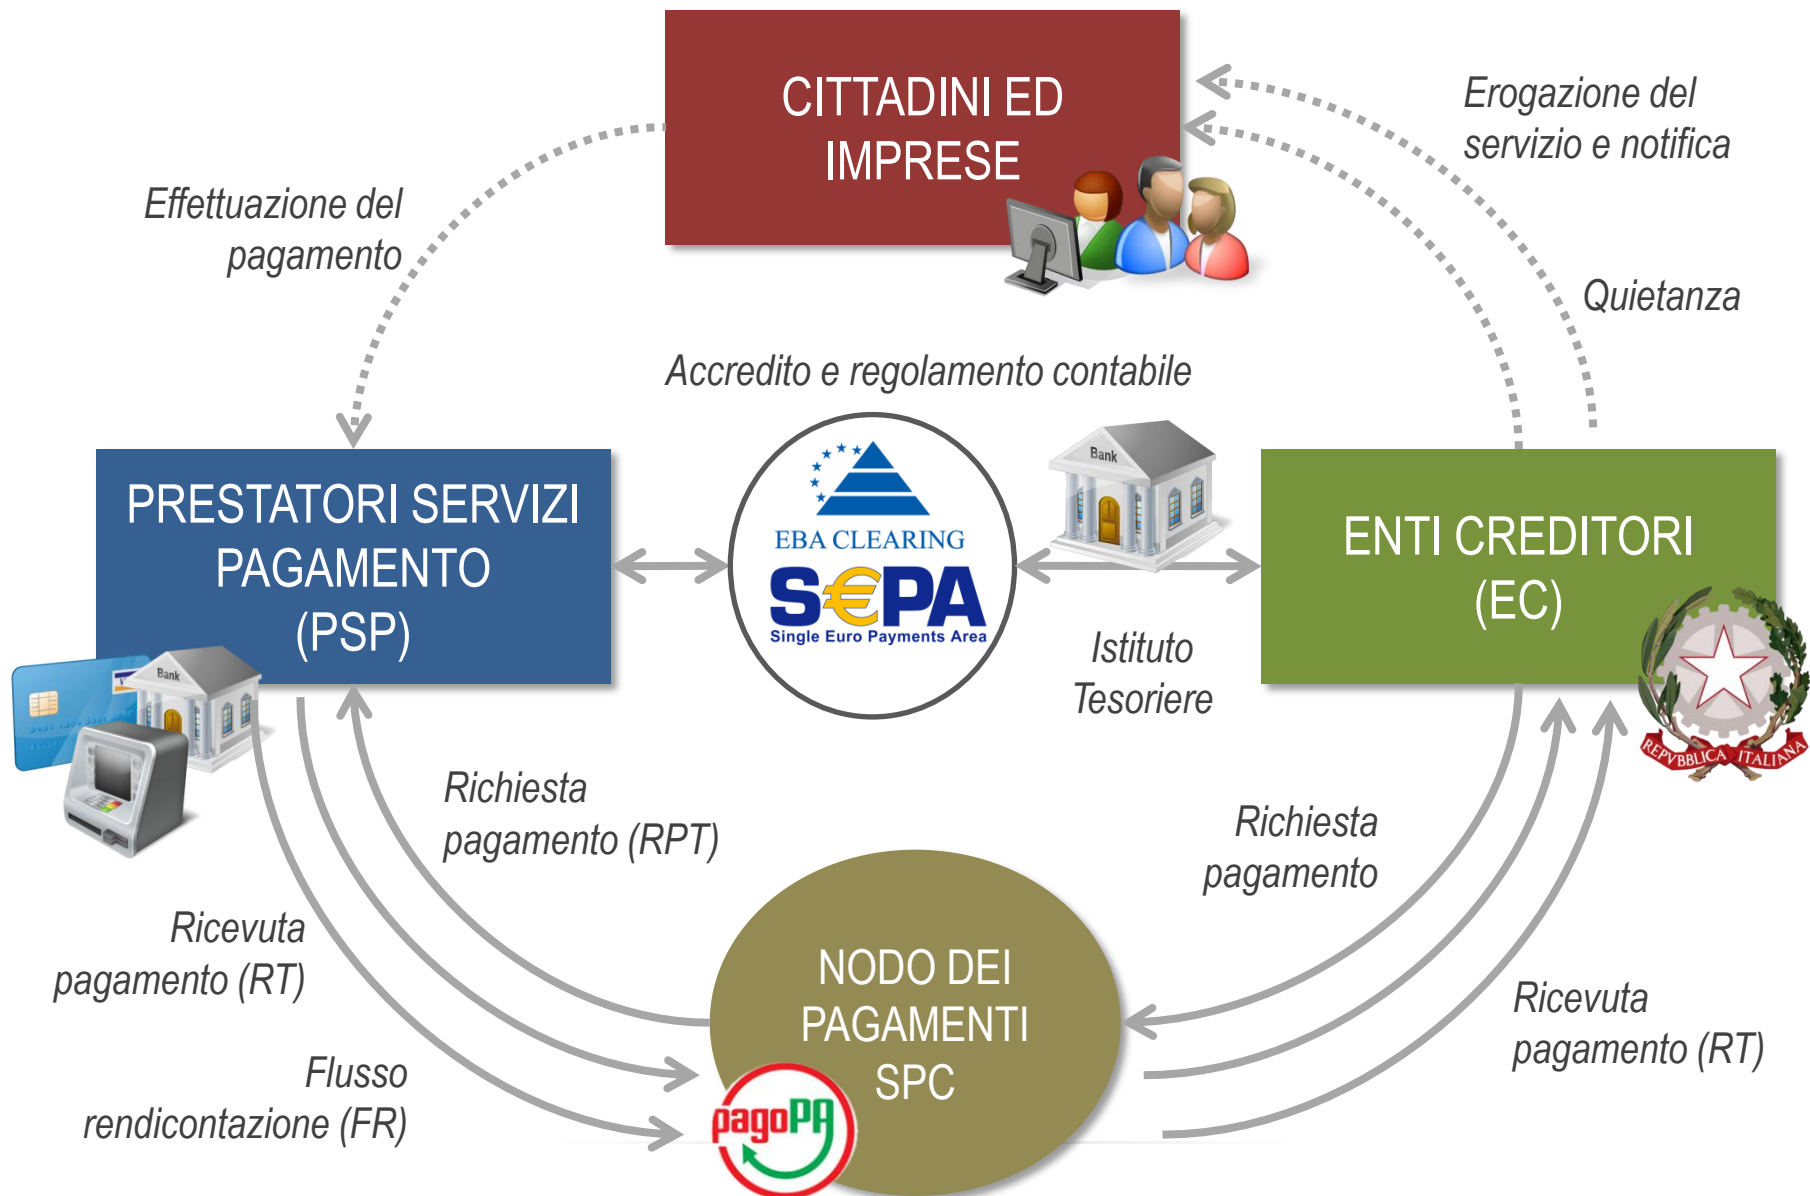 CITTADINI ED
IMPRESE
Erogazione del
servizio e notifica
Effettuazione del
pagamento
Quietanza
Accredito e regolamento contabile
PRESTATORI SERVIZI
PAGAMENTO
(PSP)
EBA CLEARING
S€PA
Single Euro Payments Area
Bank
ENTI CREDITORI
(EC)
Istituto
Tesoriere
Bank
REPVBBLICA ITALIANA
Richiesta
pagamento (RPT)
Richiesta
pagamento
Ricevuta
pagamento (RT)
Flusso
rendicontazione (FR)
NODO DEI
PAGAMENTI
SPC
pagoPA
Ricevuta
pagamento (RT)